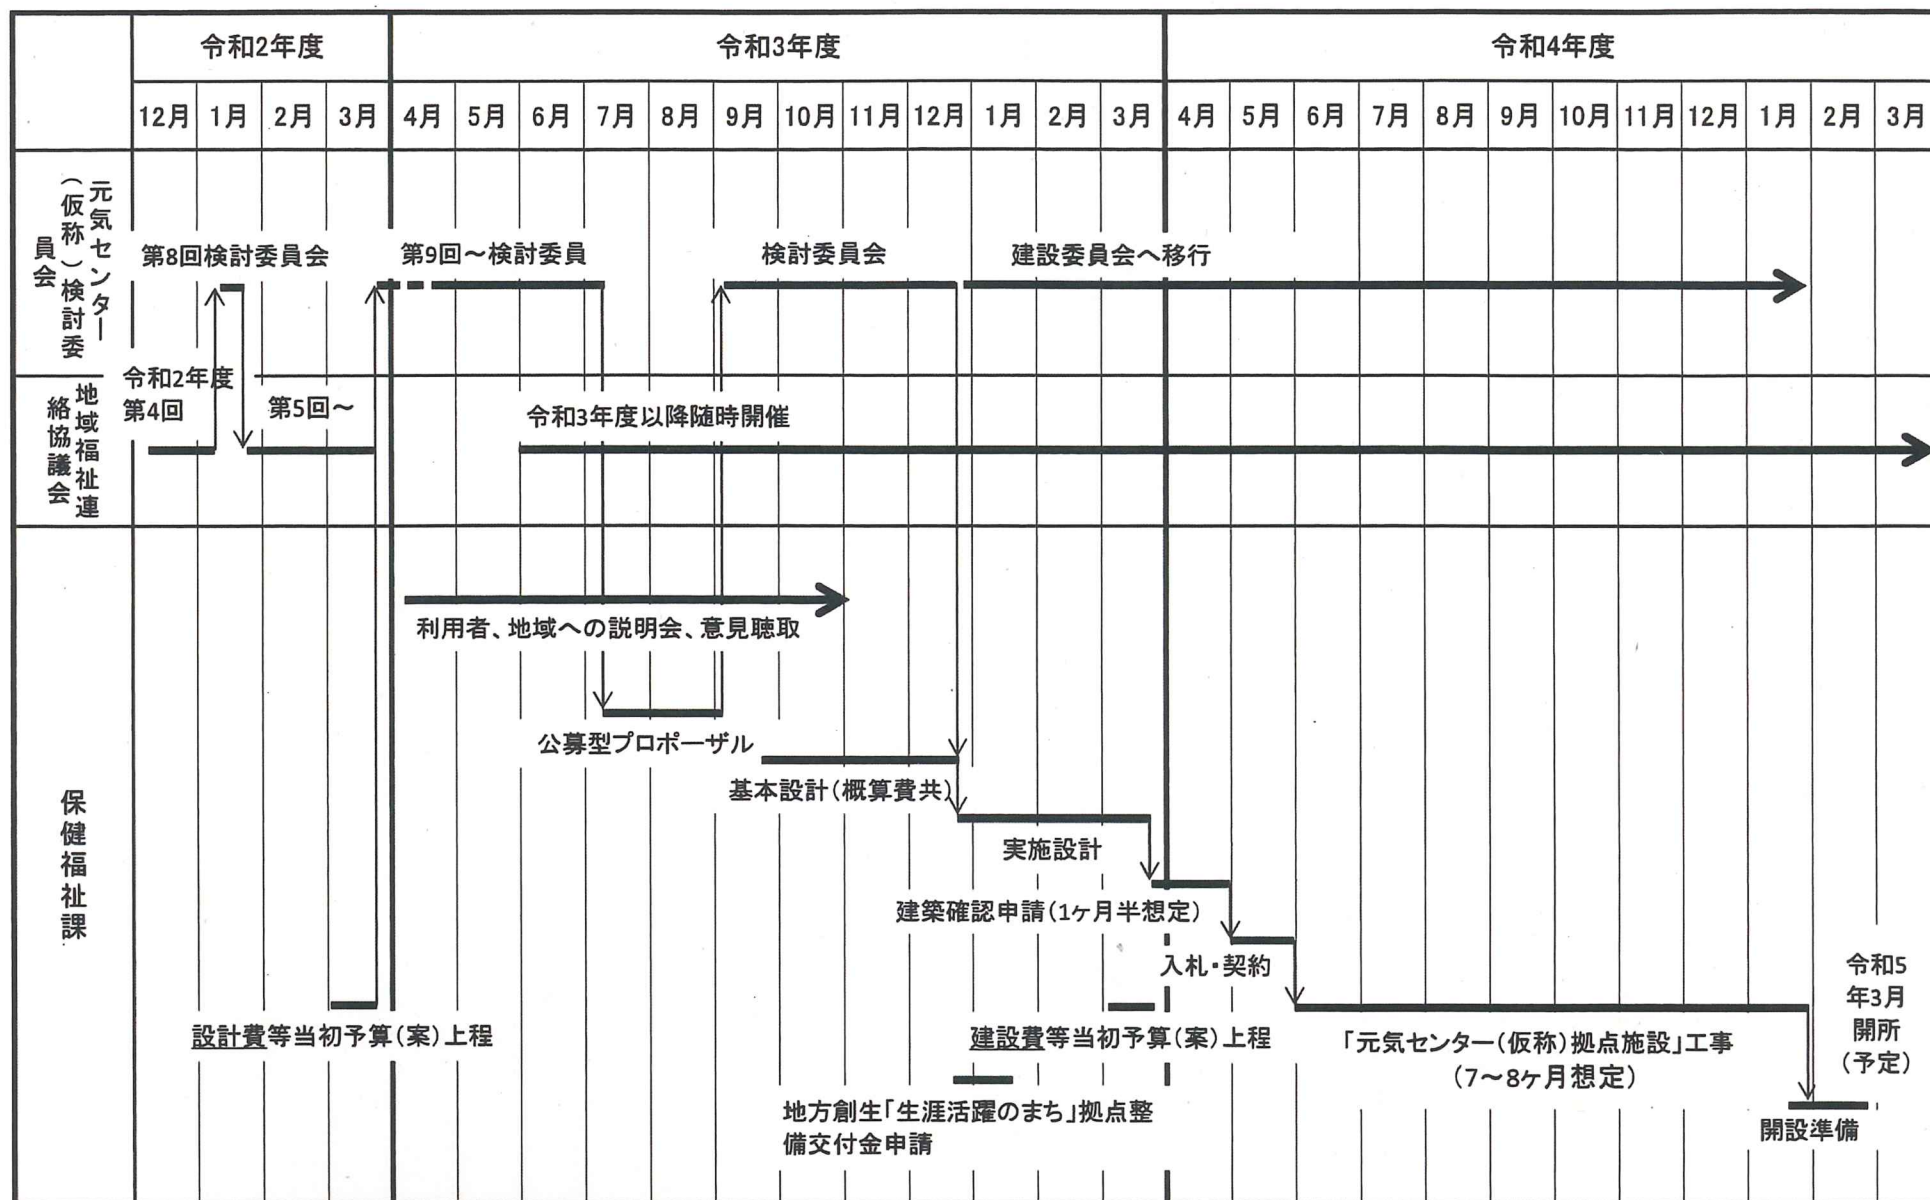 令和2年度
令和3年度
令和4年度
12月 1月 2月 3月 4月 5月 6月 7月 8月 9月 10月 11月 12月 1月 2月 3月 4月 5月 6月 7月 8月 9月 10月 11月 12月 1月 2月 3月
元気センター
(仮称)検討委
員会
第8回検討委員会
第9回～検討委員
検討委員会
建設委員会へ移行
地域福祉連
絡協議会
令和2年度
第4回
第5回～
令和3年度以降随時開催
保健福祉課
利用者、地域への説明会、意見聴取
公募型プロポーザル
基本設計(概算費共)
実施設計
建築確認申請(1ヶ月半想定)
入札・契約
設計費等当初予算(案)上程
建設費等当初予算(案)上程
「元気センター(仮称)拠点施設」工事
(7～8ヶ月想定)
令和5
年3月
開所
(予定)
地方創生「生涯活躍のまち」拠点整
備交付金申請
開設準備